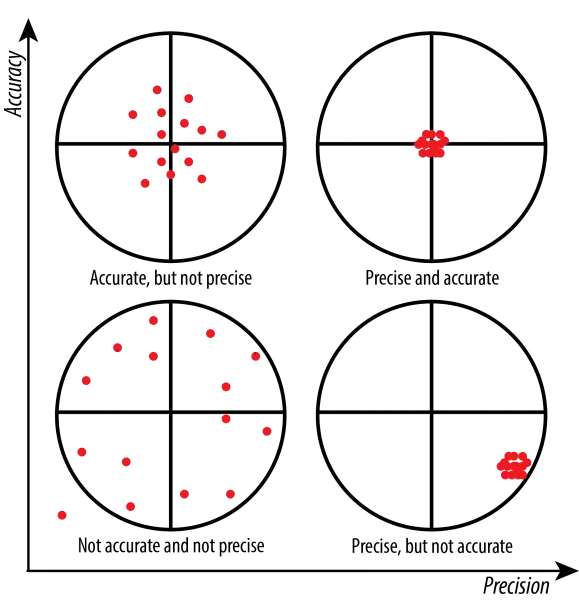 Accuracy
Accurate, but not precise
Precise and accurate
Not accurate and not precise
Precise, but not accurate
Precision